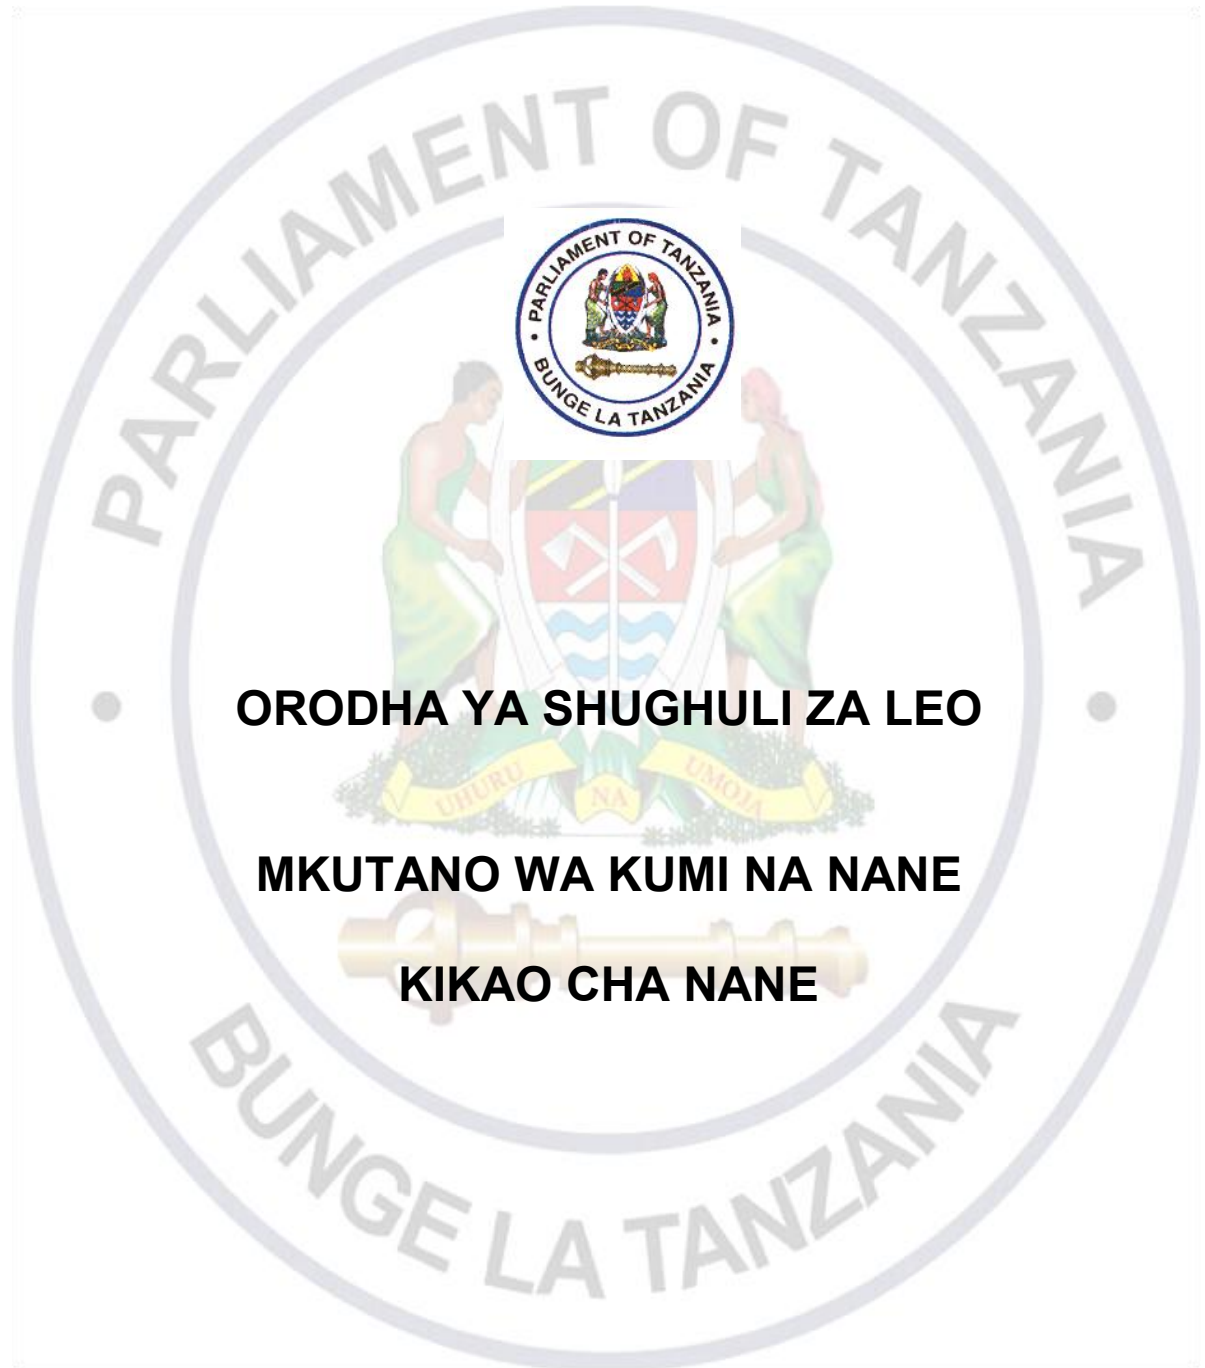 PARLIAMENT OF TANZANIA
BUNGE LA TANZANIA
PARLIAMENT OF TANZANIA
BUNGE LA TANZANIA
ORODHA YA SHUGHULI ZA LEO
UHURU NA UMOJA
MKUTANO WA KUMI NA NANE
KIKAO CHA NANE